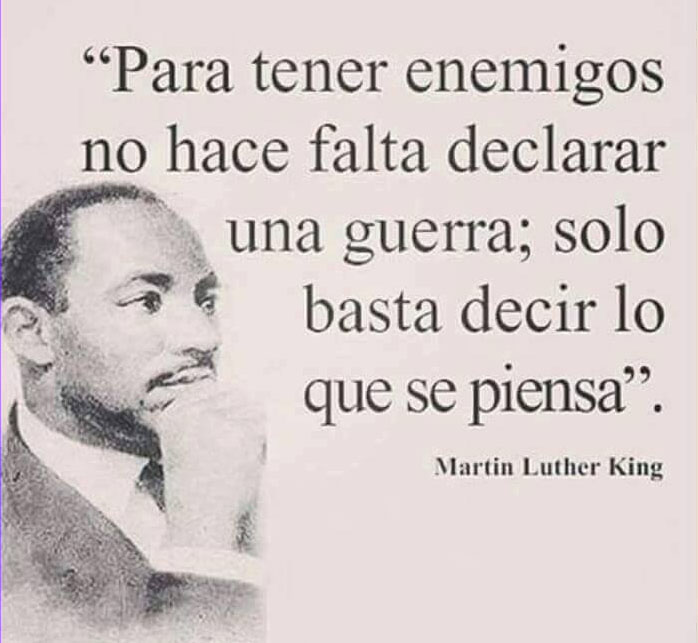 “Para tener enemigos
no hace falta declarar
una guerra; solo
basta decir lo
que se piensa”.
Martin Luther King